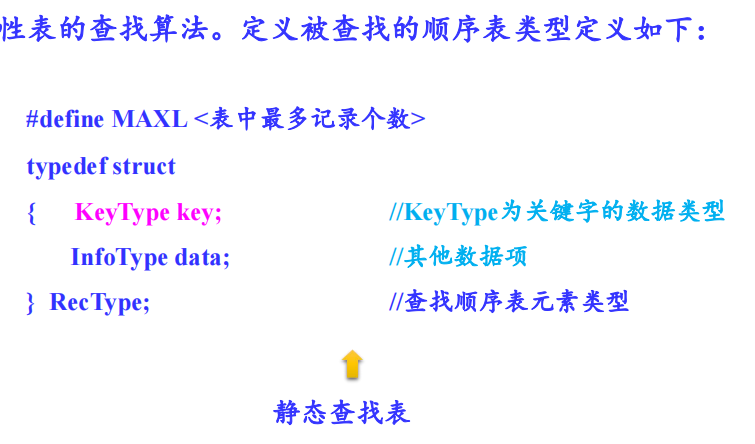 性表的查找算法。定义被查找的顺序表类型定义如下：
#define MAXL <表中最多记录个数>
typedef struct
{ KeyType key; //KeyType为关键字的数据类型
InfoType data; //其他数据项
} RecType; //查找顺序表元素类型
静态查找表